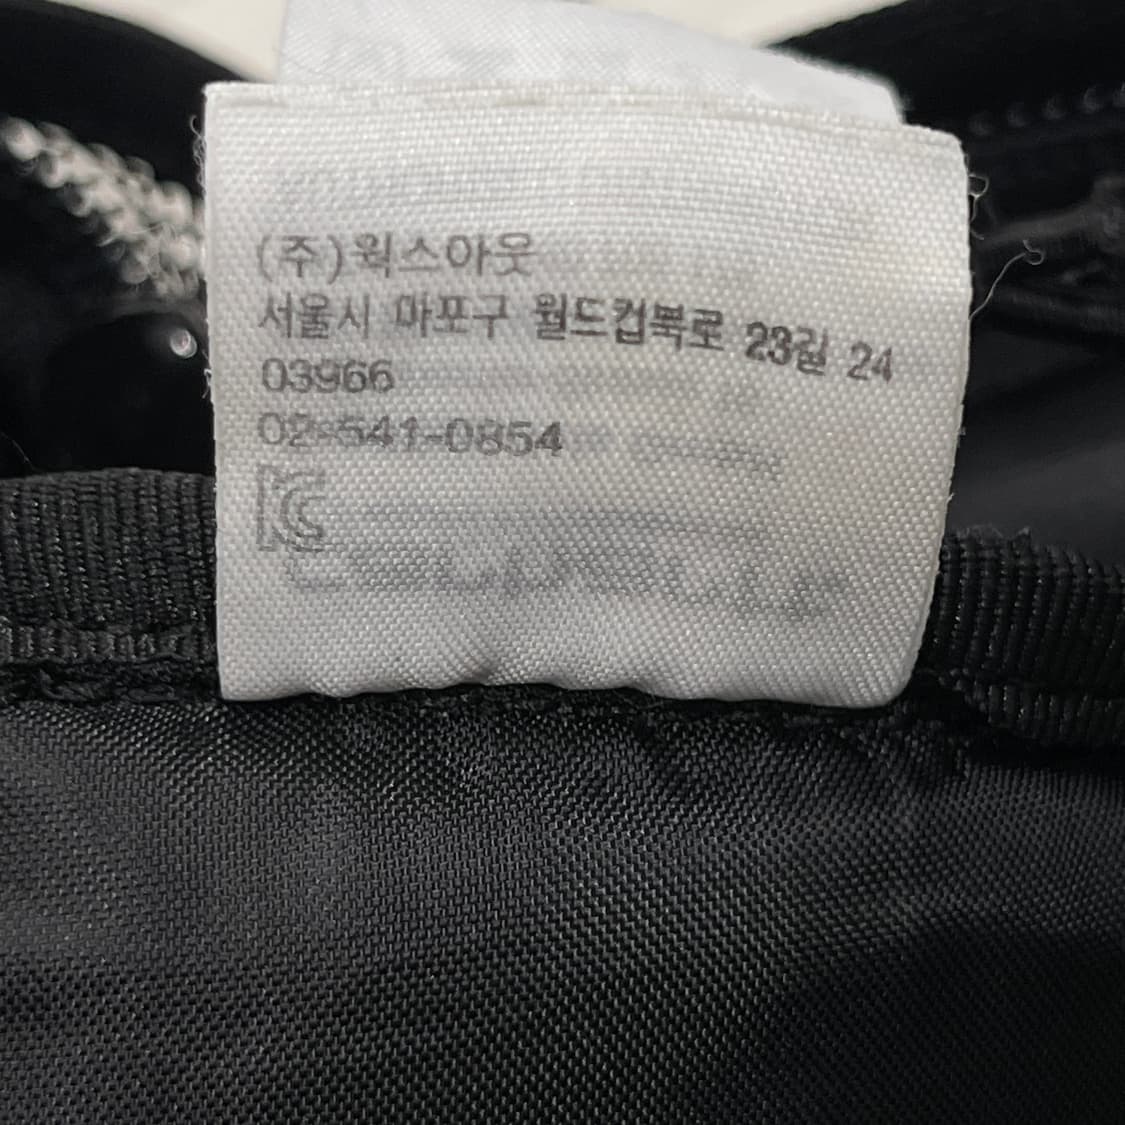 (주)웍스아웃
서울시 마포구 월드컵북로 23길 24
03966
02-541-0854